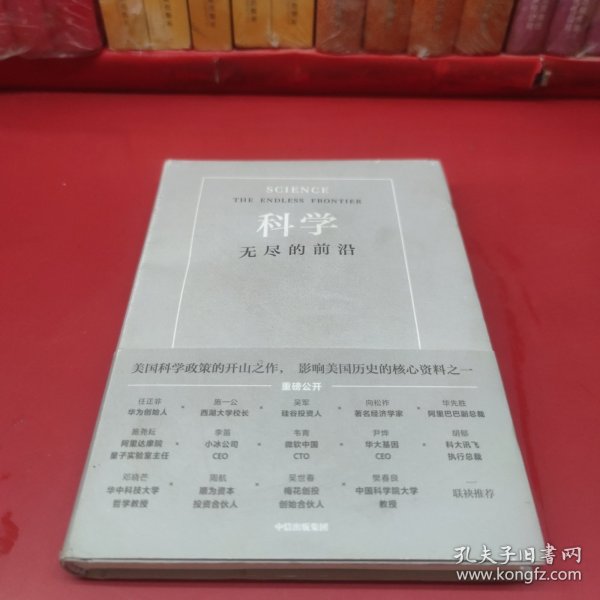 SCIENCE
THE ENDLESS FRONTIER
科学
无尽的前沿
美国科学政策的开山之作，影响美国历史的核心资料之一
重磅公开
任正非 施一公 吴军 向松祚 华先胜
华为创始人 西湖大学校长 硅谷投资人 著名经济学家 阿里巴巴副总裁
施尧耘 李笛 韦青 尹烨 胡郁
阿里达摩院 小冰公司 微软中国 华大基因 科大讯飞
量子实验室主任 CEO CTO CEO 执行总裁
邓晓芒 周航 吴世春 樊春良
华中科技大学 顺为资本 梅花创投 中国科学院大学
哲学教授 投资合伙人 创始合伙人 教授
联袂推荐
中信出版集团
孔夫子旧书网
www.kongfz.com